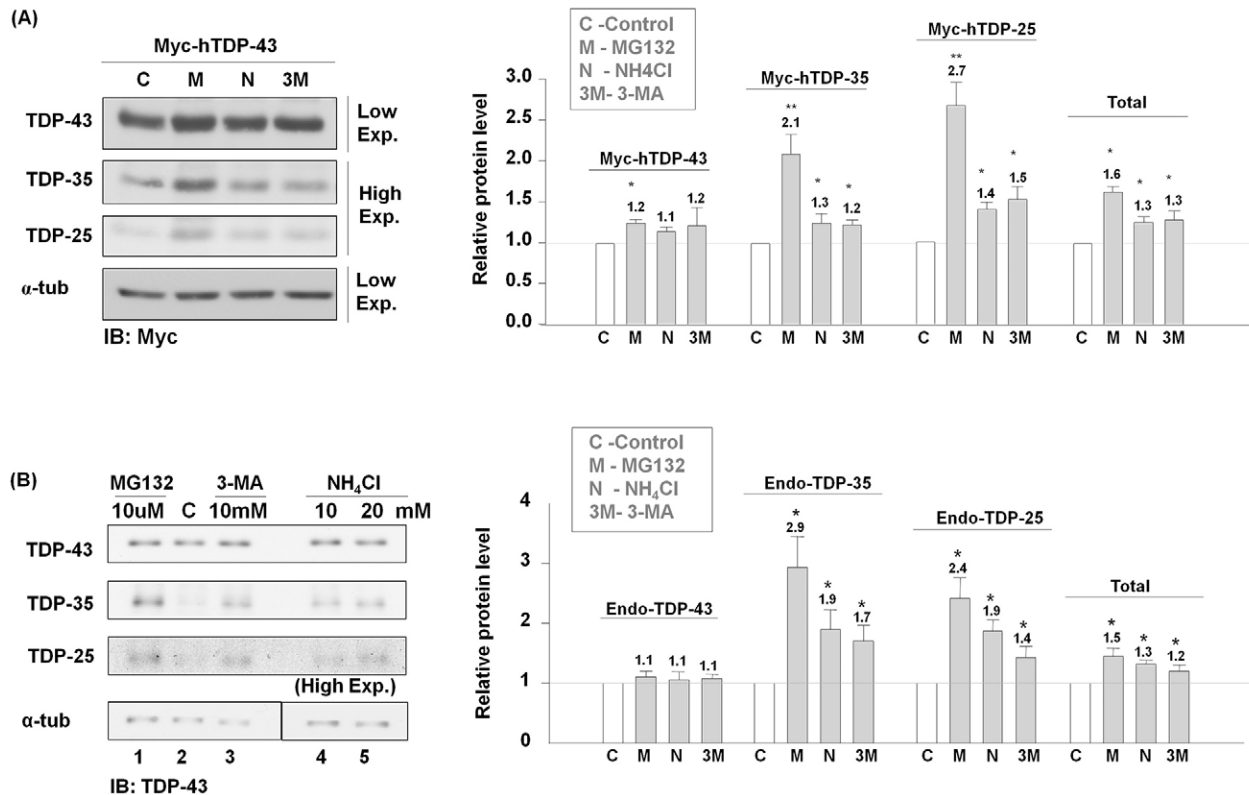 (A)
Myc-hTDP-43
C M N 3M
TDP-43
Low
Exp.
TDP-35
High
Exp.
TDP-25
α-tub
Low
Exp.
IB: Myc
C -Control
M - MG132
N - NH4Cl
3M- 3-MA
Relative protein level
3.0
2.5
2.0
1.5
1.0
0.5
0.0
Myc-hTDP-43
*
1.2 1.1 1.2
C M N 3M
Myc-hTDP-35
**
2.1
* *
1.3 1.2
C M N 3M
Myc-hTDP-25
**
2.7
* *
1.4 1.5
C M N 3M
Total
* * *
1.6 1.3 1.3
C M N 3M
(B)
MG132 3-MA NH₄Cl
10uM C 10mM 10 20 mM
TDP-43
TDP-35
TDP-25
(High Exp.)
α-tub
1 2 3 4 5
IB: TDP-43
C -Control
M - MG132
N - NH₄Cl
3M- 3-MA
Relative protein level
4
3
2
1
0
Endo-TDP-43
1.1 1.1 1.1
C M N 3M
Endo-TDP-35
* * *
2.9 1.9 1.7
C M N 3M
Endo-TDP-25
* * *
2.4 1.9 1.4
C M N 3M
Total
* * *
1.5 1.3 1.2
C M N 3M